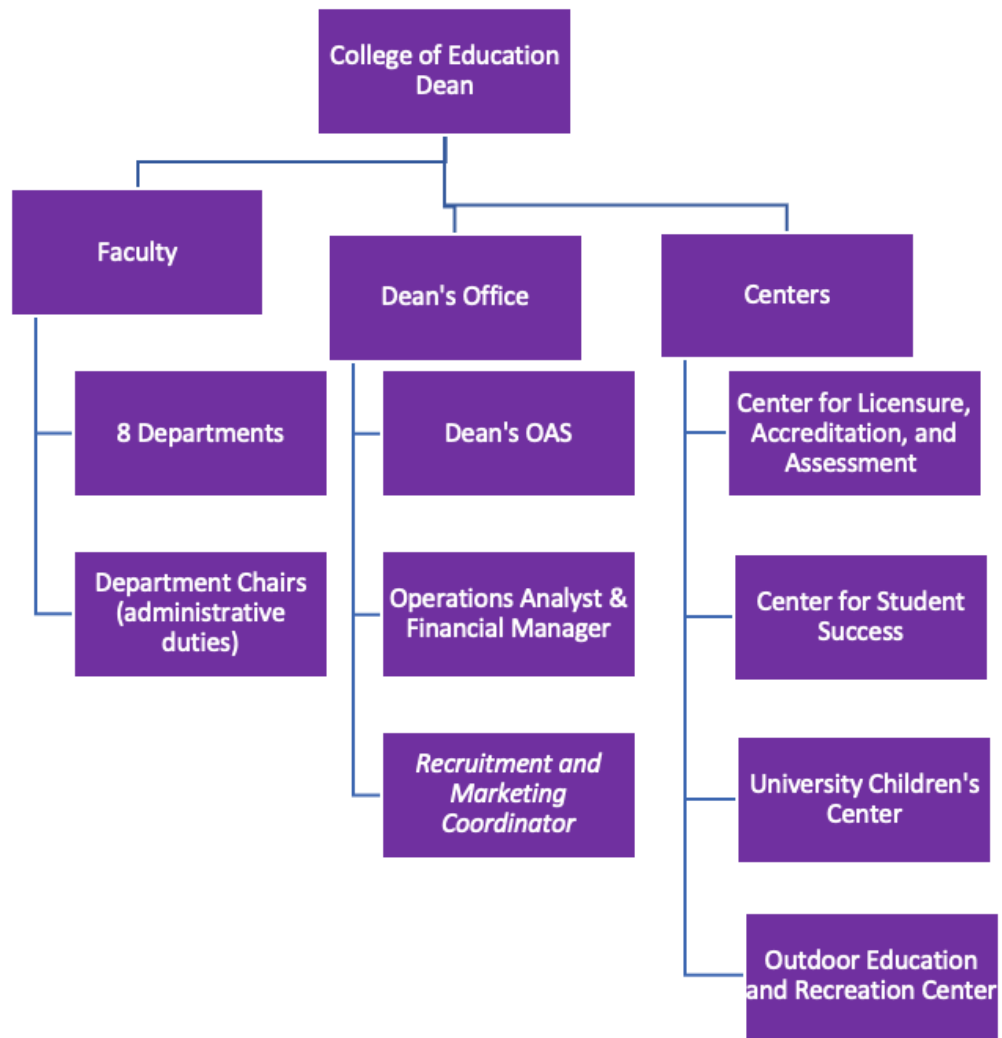 College of Education
Dean
Faculty
Dean's Office
Centers
8 Departments
Dean's OAS
Center for Licensure,
Accreditation, and
Assessment
Department Chairs
(administrative
duties)
Operations Analyst &
Financial Manager
Center for Student
Success
Recruitment and
Marketing
Coordinator
University Children's
Center
Outdoor Education
and Recreation Center